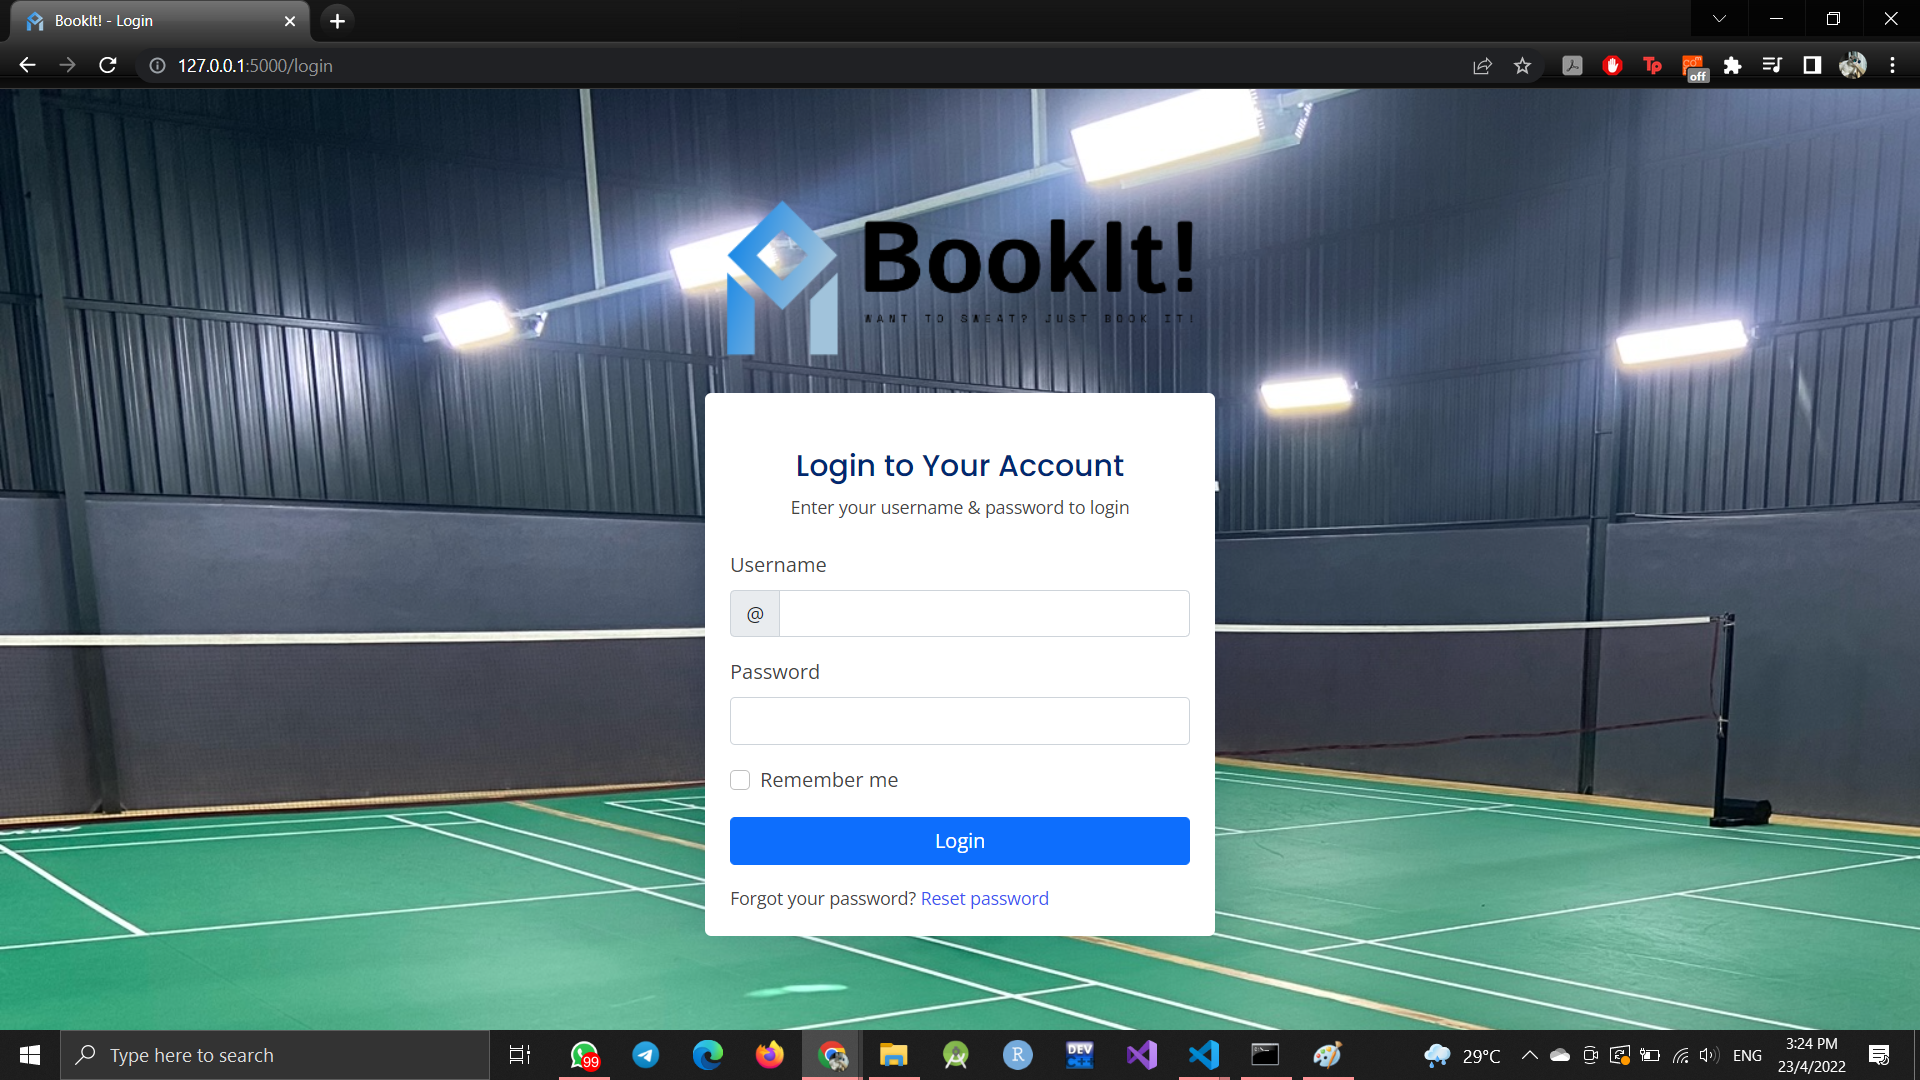 BookIt! - Login
127.0.0.1:5000/login
Tp
off
BookIt!
WANT TO SWEAT? JUST BOOK IT!
Login to Your Account
Enter your username & password to login
Username
@
Password
Remember me
Login
Forgot your password? Reset password
Type here to search
99
R
DEV
C++
29°C
ENG
3:24 PM
23/4/2022